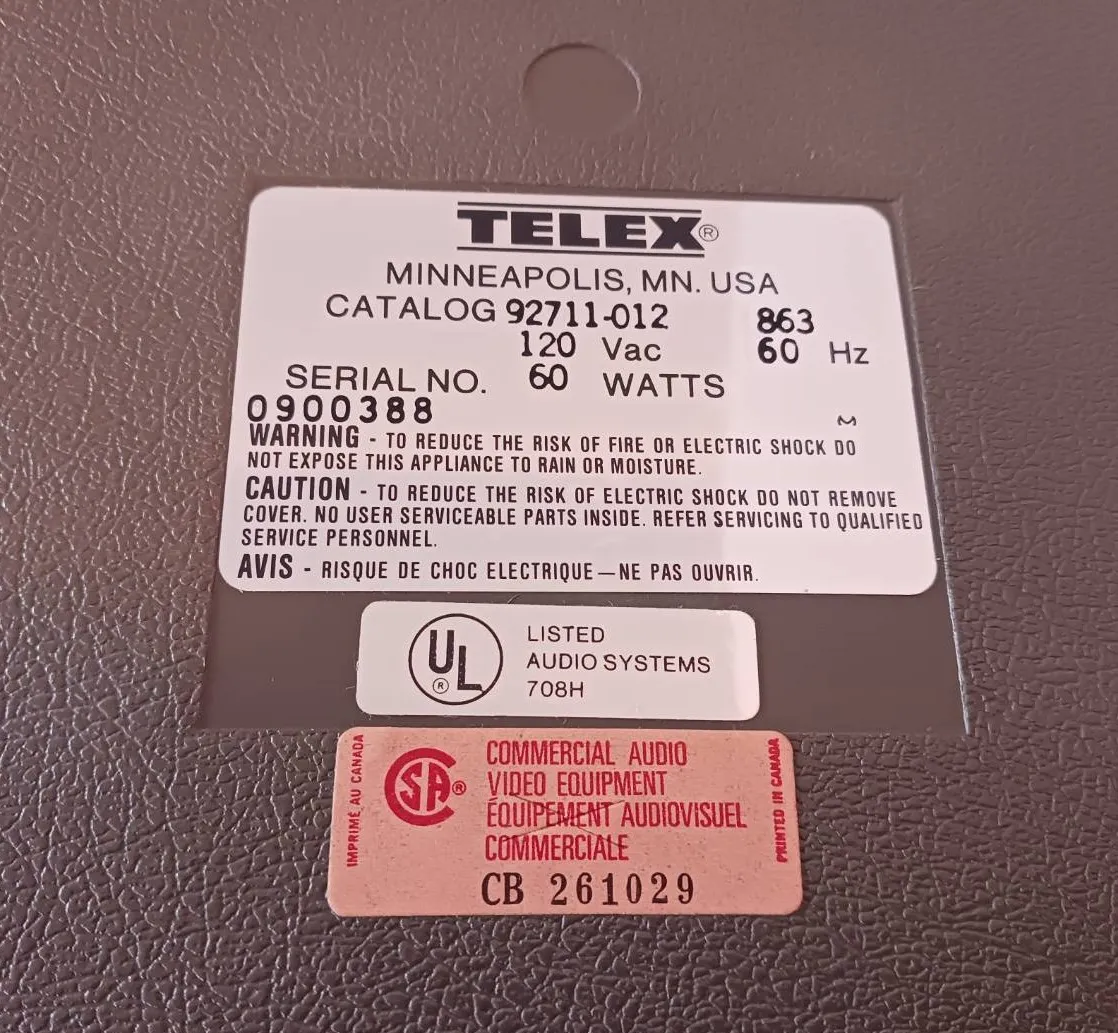 TELEX®
MINNEAPOLIS, MN. USA
CATALOG 92711-012 863
120 Vac 60 Hz
SERIAL NO. 60 WATTS
0900388
M
WARNING - TO REDUCE THE RISK OF FIRE OR ELECTRIC SHOCK DO
NOT EXPOSE THIS APPLIANCE TO RAIN OR MOISTURE.
CAUTION - TO REDUCE THE RISK OF ELECTRIC SHOCK DO NOT REMOVE
COVER. NO USER SERVICEABLE PARTS INSIDE. REFER SERVICING TO QUALIFIED
SERVICE PERSONNEL.
AVIS - RISQUE DE CHOC ELECTRIQUE—NE PAS OUVRIR.
UL®
LISTED
AUDIO SYSTEMS
708H
IMPRIMÉ AU CANADA
CSA®
COMMERCIAL AUDIO
VIDEO EQUIPMENT
ÉQUIPEMENT AUDIOVISUEL
COMMERCIALE
CB 261029
PRINTED IN CANADA